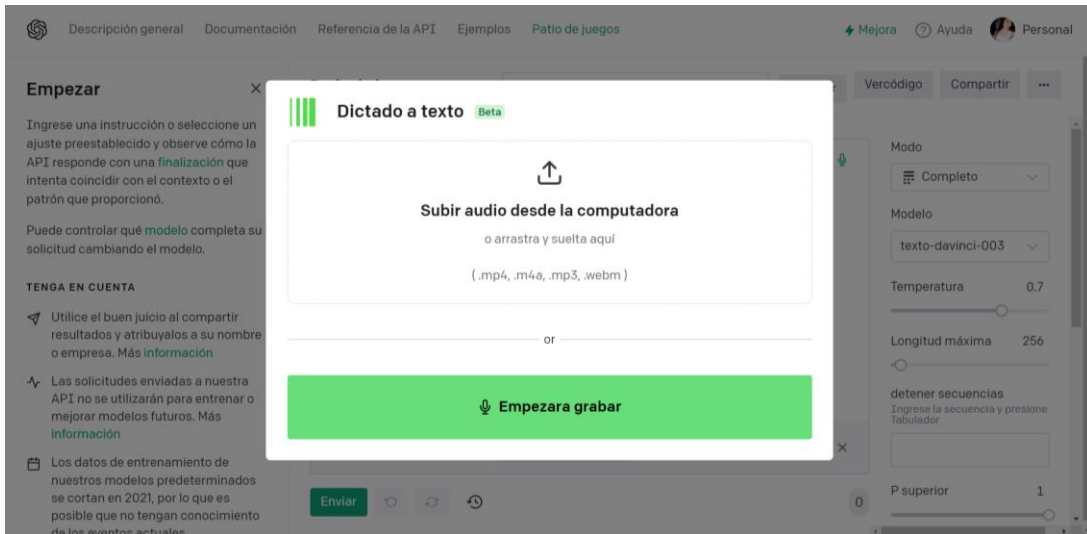 Descripción general Documentación Referencia de la API Ejemplos Patio de juegos Mejora Ayuda Personal
Empezar
Ingrese una instrucción o seleccione un
ajuste preestablecido y observe cómo la
API responde con una finalización que
intenta coincidir con el contexto o el
patrón que proporcionó.
Puede controlar qué modelo completa su
solicitud cambiando el modelo.
TENGA EN CUENTA
Utilice el buen juicio al compartir
resultados y atribúyalos a su nombre
o empresa. Más información
Las solicitudes enviadas a nuestra
API no se utilizarán para entrenar o
mejorar modelos futuros. Más
información
Los datos de entrenamiento de
nuestros modelos predeterminados
se cortan en 2021, por lo que es
posible que no tengan conocimiento
de los eventos actuales.
Dictado a texto Beta
Subir audio desde la computadora
o arrastra y suelta aquí
( .mp4, .m4a, .mp3, .webm )
or
Empezara grabar
Enviar
0
Vercódigo Compartir ...
Modo
Completo
Modelo
texto-davinci-003
Temperatura 0.7
Longitud máxima 256
detener secuencias
Ingrese la secuencia y presione
Tabulador
P superior 1